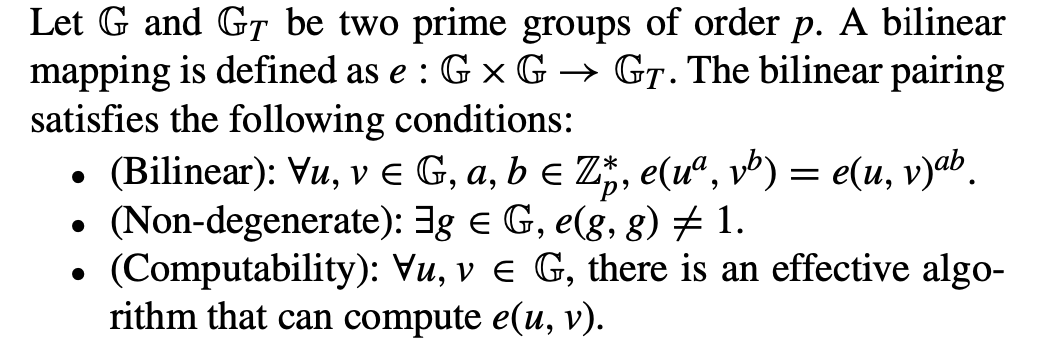 Let 𝔾 and 𝔾_T be two prime groups of order p. A bilinear
mapping is defined as e : 𝔾 × 𝔾 → 𝔾_T. The bilinear pairing
satisfies the following conditions:
• (Bilinear): ∀u, v ∈ 𝔾, a, b ∈ ℤ_p^*, e(u^a, v^b) = e(u, v)^{ab}.
• (Non-degenerate): ∃g ∈ 𝔾, e(g, g) ≠ 1.
• (Computability): ∀u, v ∈ 𝔾, there is an effective algo-
rithm that can compute e(u, v).